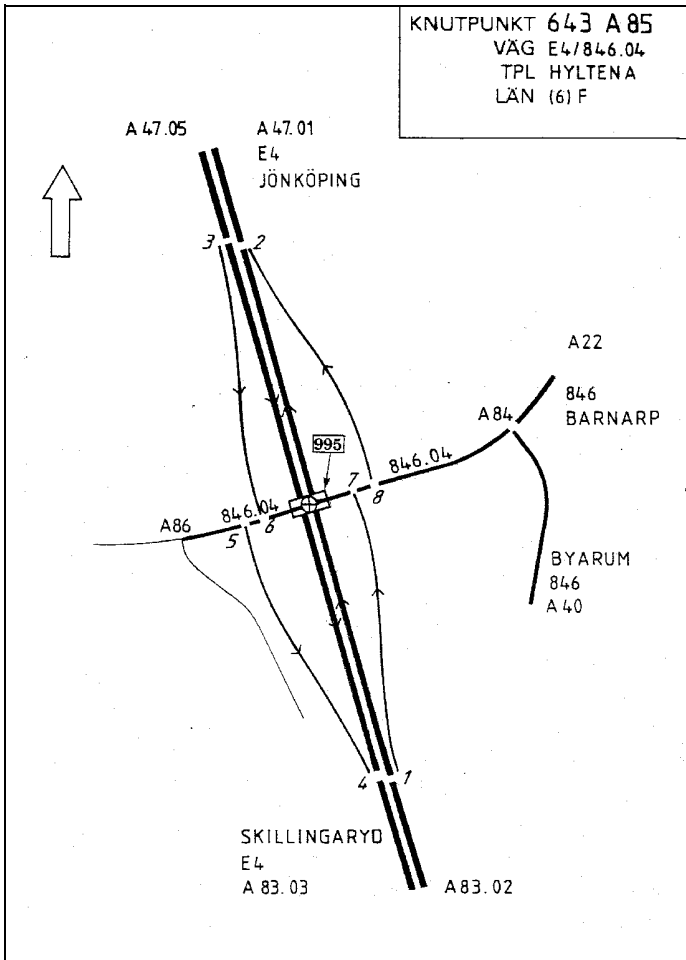 KNUTPUNKT 643 A 85
VÄG E4/846.04
TPL HYLTENA
LÄN (6) F
A 47.05
A 47.01
E4
JÖNKÖPING
3
2
A22
846
BARNARP
A84
995
846.04
7
8
846.04
A86
5
6
BYARUM
846
A 40
4
1
SKILLINGARYD
E4
A 83.03
A 83.02